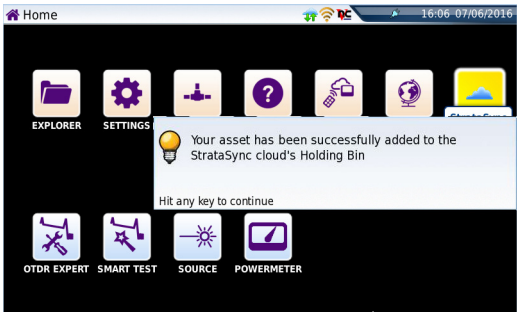 Home
16:06 07/06/2016
EXPLORER
SETTINGS
Your asset has been successfully added to the
StrataSync cloud's Holding Bin
Hit any key to continue
OTDR EXPERT
SMART TEST
SOURCE
POWERMETER